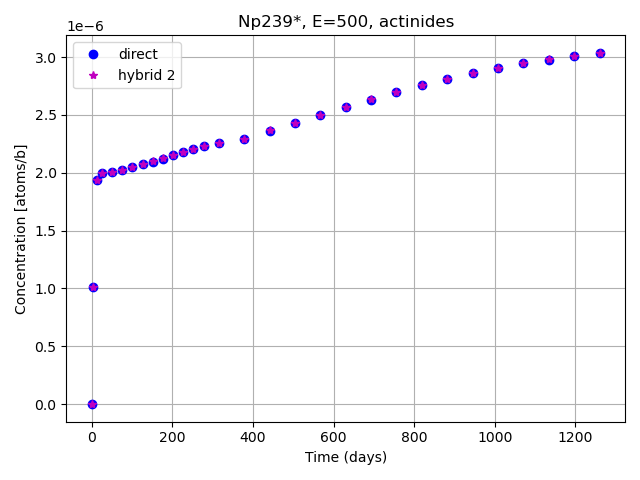 Np239*, E=500, actinides
1e−6
direct
hybrid 2
3.0
2.5
2.0
1.5
1.0
0.5
0.0
Concentration [atoms/b]
0 200 400 600 800 1000 1200
Time (days)